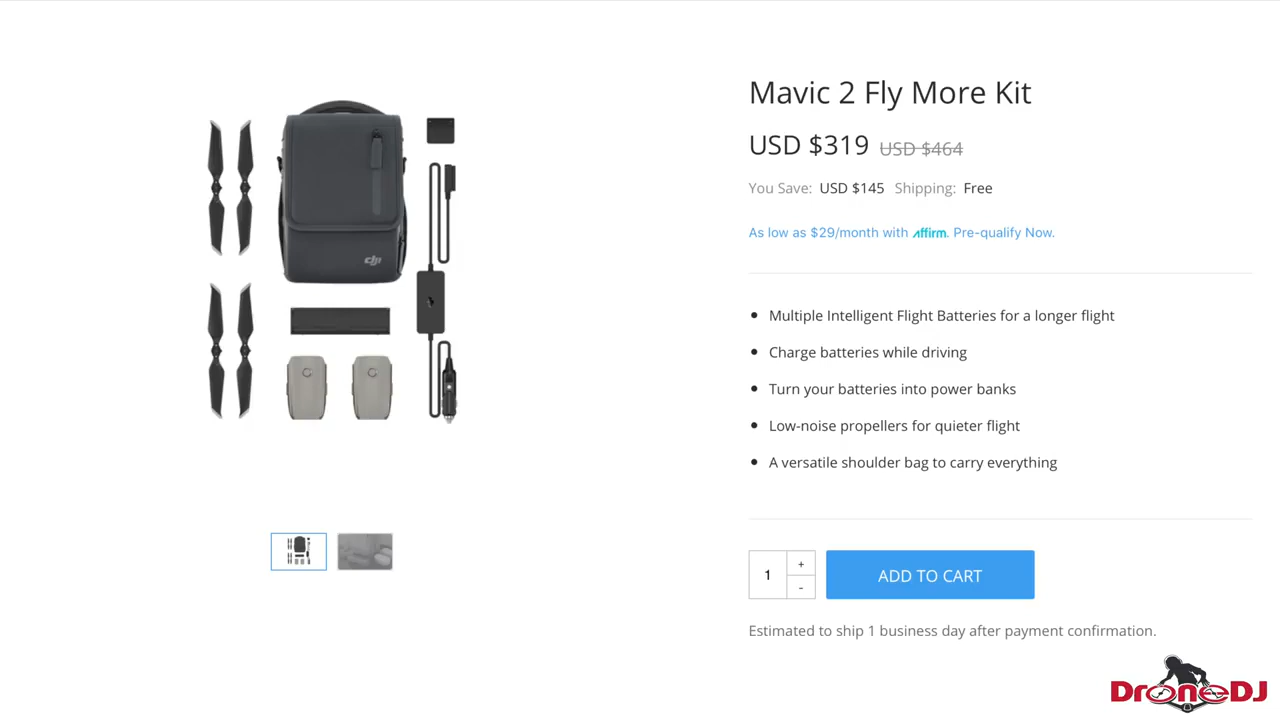 Mavic 2 Fly More Kit
USD $319 USD $464
You Save: USD $145 Shipping: Free
As low as $29/month with affirm. Pre-qualify Now.
Multiple Intelligent Flight Batteries for a longer flight
Charge batteries while driving
Turn your batteries into power banks
Low-noise propellers for quieter flight
A versatile shoulder bag to carry everything
dji
1 + -
ADD TO CART
Estimated to ship 1 business day after payment confirmation.
DroneDJ